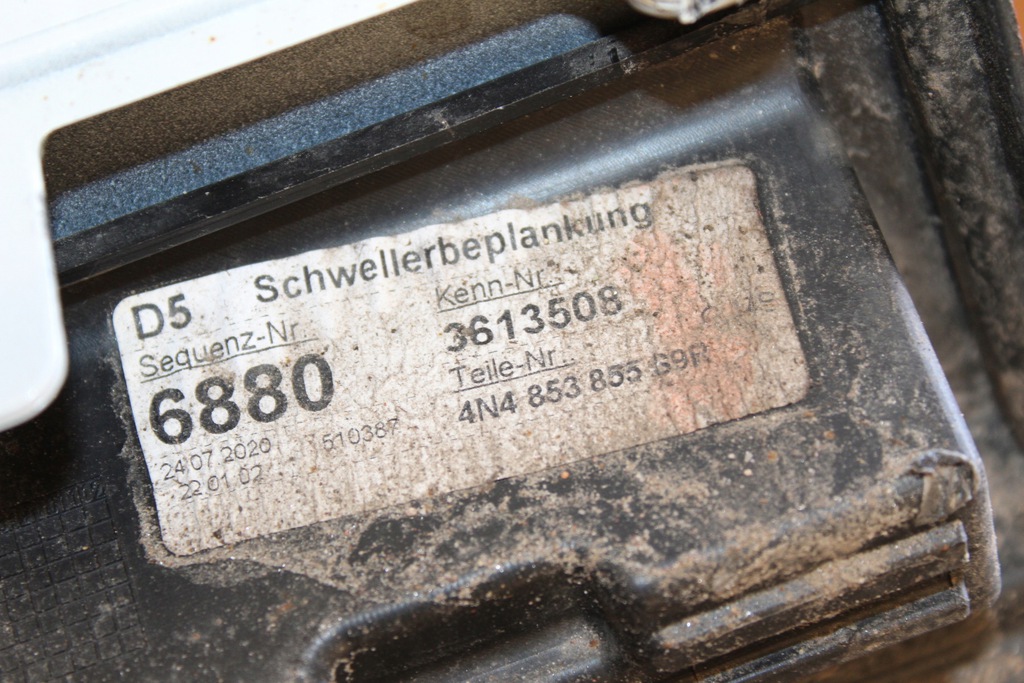 D5 Schwellerbeplankung
Sequenz-Nr. Kenn-Nr.:
6880 3613508
Teile-Nr.:
4N4 853 855 G9R
24.07.2020 510387
22 01 02